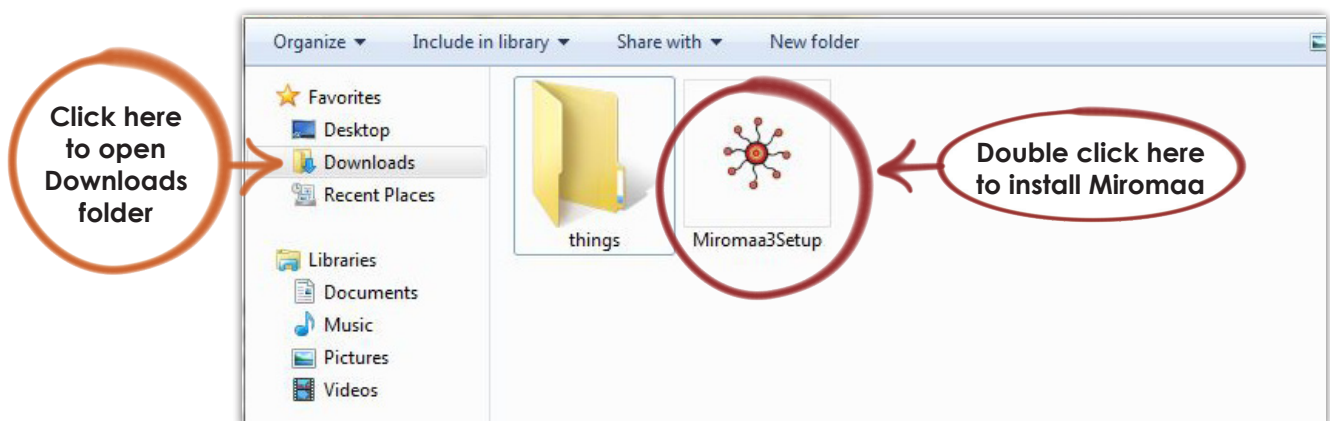 Organize Include in library Share with New folder
Click here
to open
Downloads
folder
Favorites
Desktop
Downloads
Recent Places
Libraries
Documents
Music
Pictures
Videos
things
Miromaa3Setup
Double click here
to install Miromaa